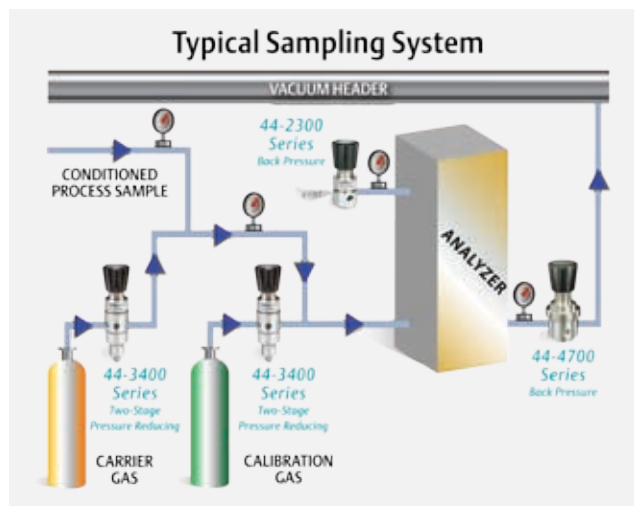 Typical Sampling System
VACUUM HEADER
44-2300
Series
Back Pressure
CONDITIONED
PROCESS SAMPLE
ANALYZER
44-3400
Series
Two-Stage
Pressure Reducing
44-3400
Series
Two-Stage
Pressure Reducing
44-4700
Series
Back Pressure
CARRIER
GAS
CALIBRATION
GAS